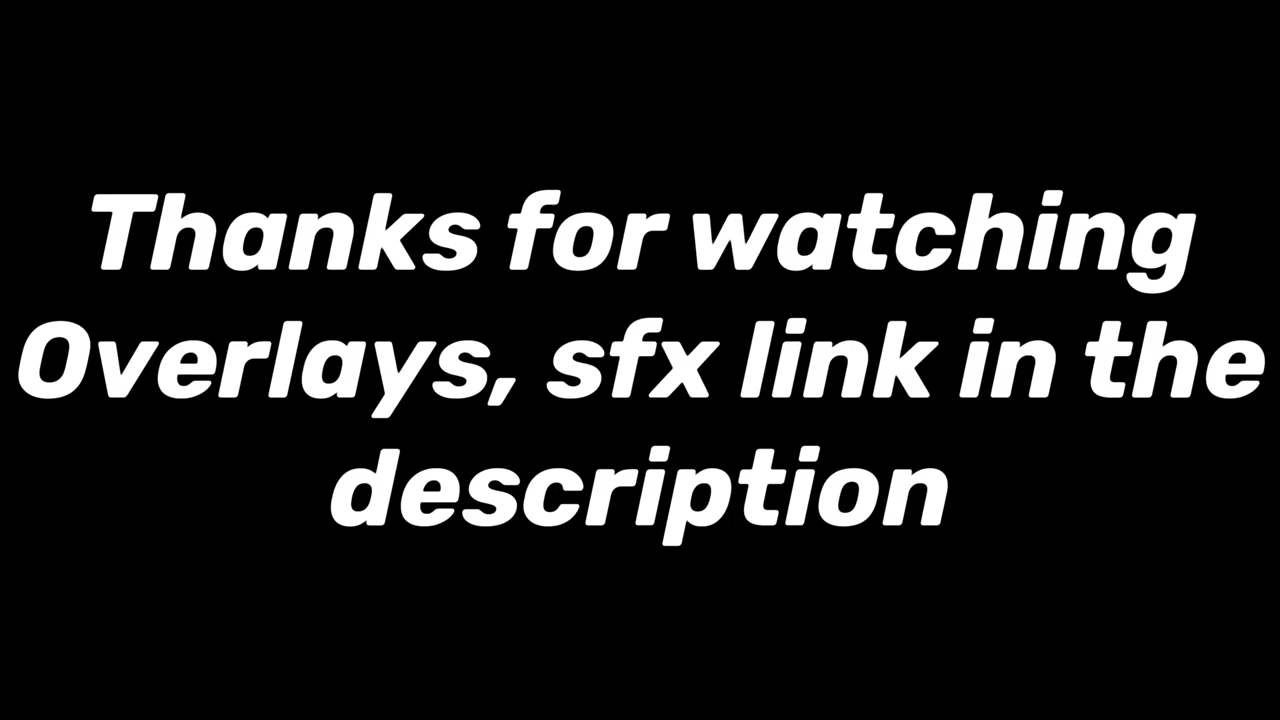 Thanks for watching
Overlays, sfx link in the
description